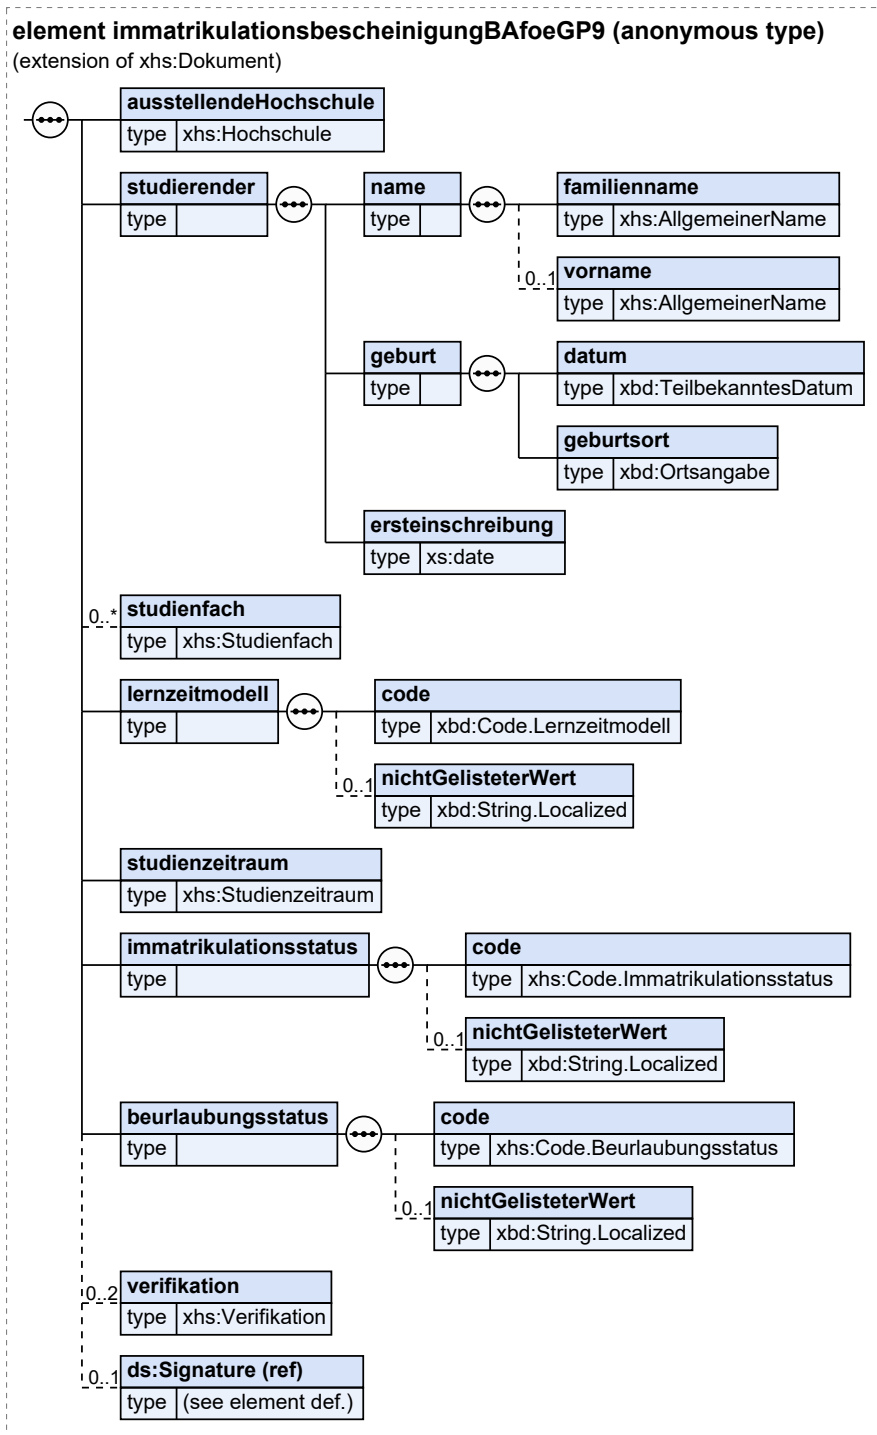 element immatrikulationsbescheinigungBAfoeGP9 (anonymous type)
(extension of xhs:Dokument)
ausstellendeHochschule
type xhs:Hochschule
studierender
type
name
type
familienname
type xhs:AllgemeinerName
0..1
vorname
type xhs:AllgemeinerName
geburt
type
datum
type xbd:TeilbekanntesDatum
geburtsort
type xbd:Ortsangabe
ersteinschreibung
type xs:date
0..*
studienfach
type xhs:Studienfach
lernzeitmodell
type
code
type xbd:Code.Lernzeitmodell
0..1
nichtGelisteterWert
type xbd:String.Localized
studienzeitraum
type xhs:Studienzeitraum
immatrikulationsstatus
type
code
type xhs:Code.Immatrikulationsstatus
0..1
nichtGelisteterWert
type xbd:String.Localized
beurlaubungsstatus
type
code
type xhs:Code.Beurlaubungsstatus
0..1
nichtGelisteterWert
type xbd:String.Localized
0..2
verifikation
type xhs:Verifikation
0..1
ds:Signature (ref)
type (see element def.)